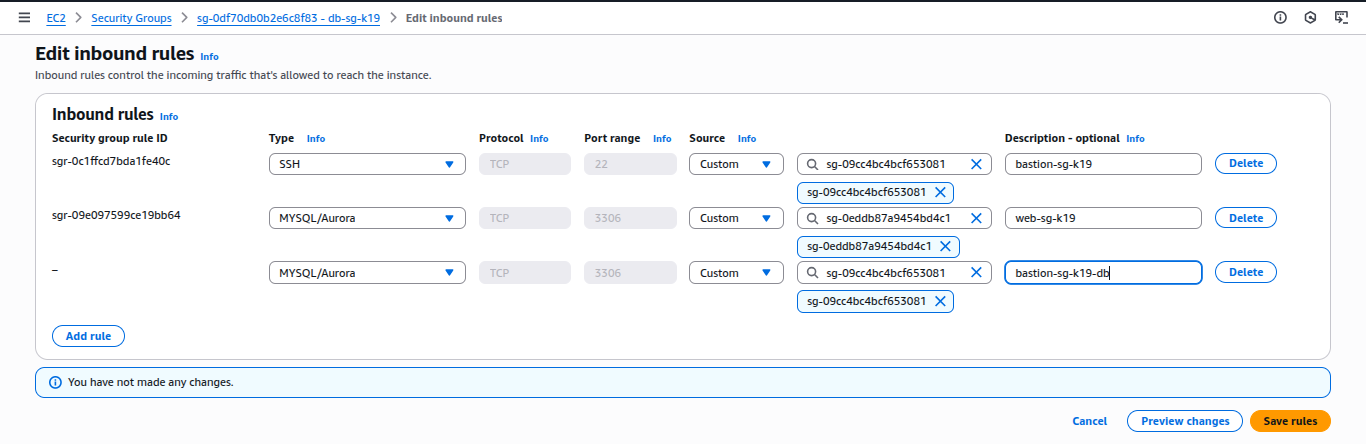 EC2 > Security Groups > sg-0df70db0b2e6c8f83 - db-sg-k19 > Edit inbound rules
Edit inbound rules Info
Inbound rules control the incoming traffic that's allowed to reach the instance.
Inbound rules Info
Security group rule ID Type Info Protocol Info Port range Info Source Info Description - optional Info
sgr-0c1ffcd7bda1fe40c SSH TCP 22 Custom sg-09cc4bc4bcf653081 bastion-sg-k19 Delete
sg-09cc4bc4bcf653081
sgr-09e097599ce19bb64 MYSQL/Aurora TCP 3306 Custom sg-0eddb87a9454bd4c1 web-sg-k19 Delete
sg-0eddb87a9454bd4c1
– MYSQL/Aurora TCP 3306 Custom sg-09cc4bc4bcf653081 bastion-sg-k19-db Delete
sg-09cc4bc4bcf653081
Add rule
You have not made any changes.
Cancel Preview changes Save rules